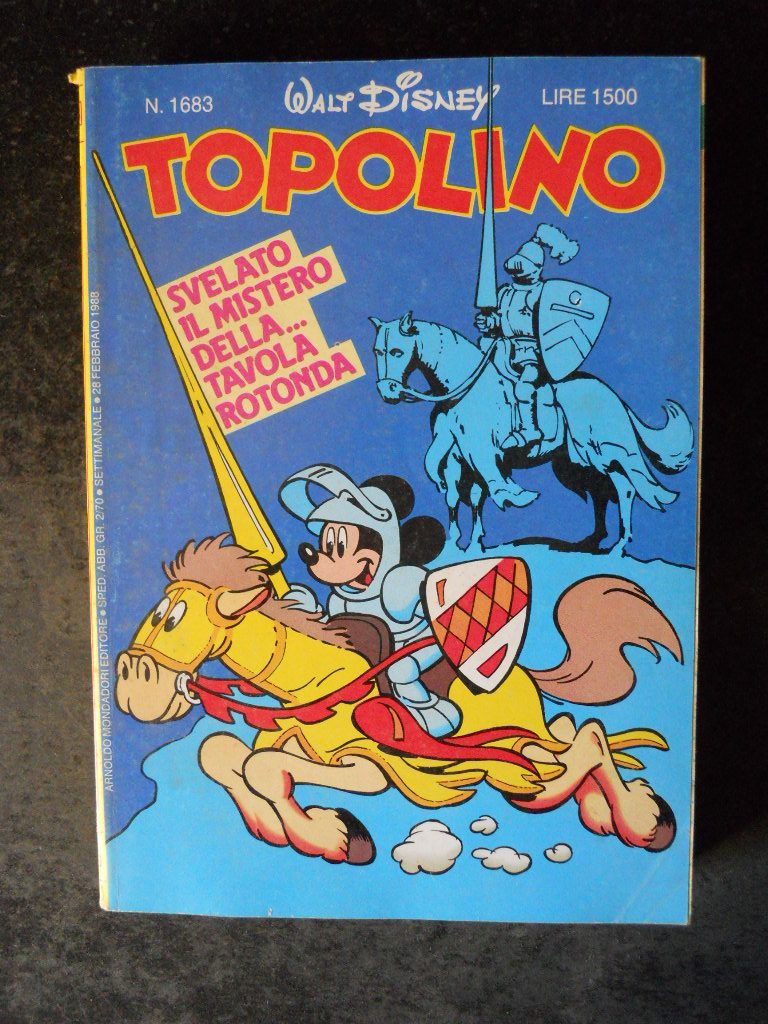 N. 1683
WALT DISNEY
LIRE 1500
TOPOLINO
SVELATO
IL MISTERO
DELLA...
TAVOLA
ROTONDA
ARNOLDO MONDADORI EDITORE • SPED. ABB. GR. 2/70 • SETTIMANALE • 28 FEBBRAIO 1988